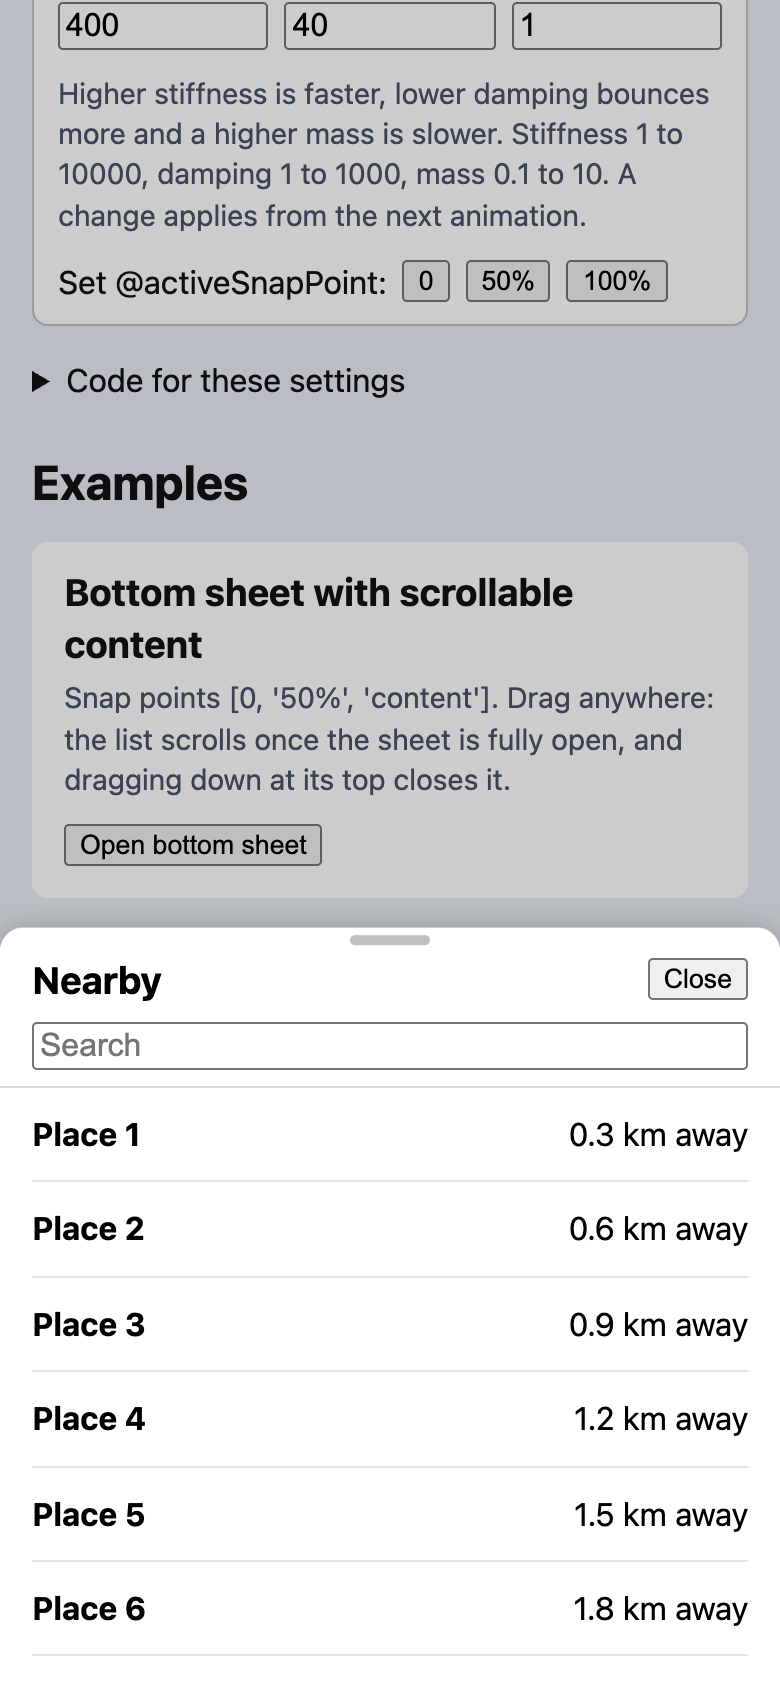 400 40 1
Higher stiffness is faster, lower damping bounces
more and a higher mass is slower. Stiffness 1 to
10000, damping 1 to 1000, mass 0.1 to 10. A
change applies from the next animation.
Set @activeSnapPoint: 0 50% 100%
Code for these settings
Examples
Bottom sheet with scrollable
content
Snap points [0, '50%', 'content']. Drag anywhere:
the list scrolls once the sheet is fully open, and
dragging down at its top closes it.
Open bottom sheet
Nearby Close
Search
Place 1 0.3 km away
Place 2 0.6 km away
Place 3 0.9 km away
Place 4 1.2 km away
Place 5 1.5 km away
Place 6 1.8 km away